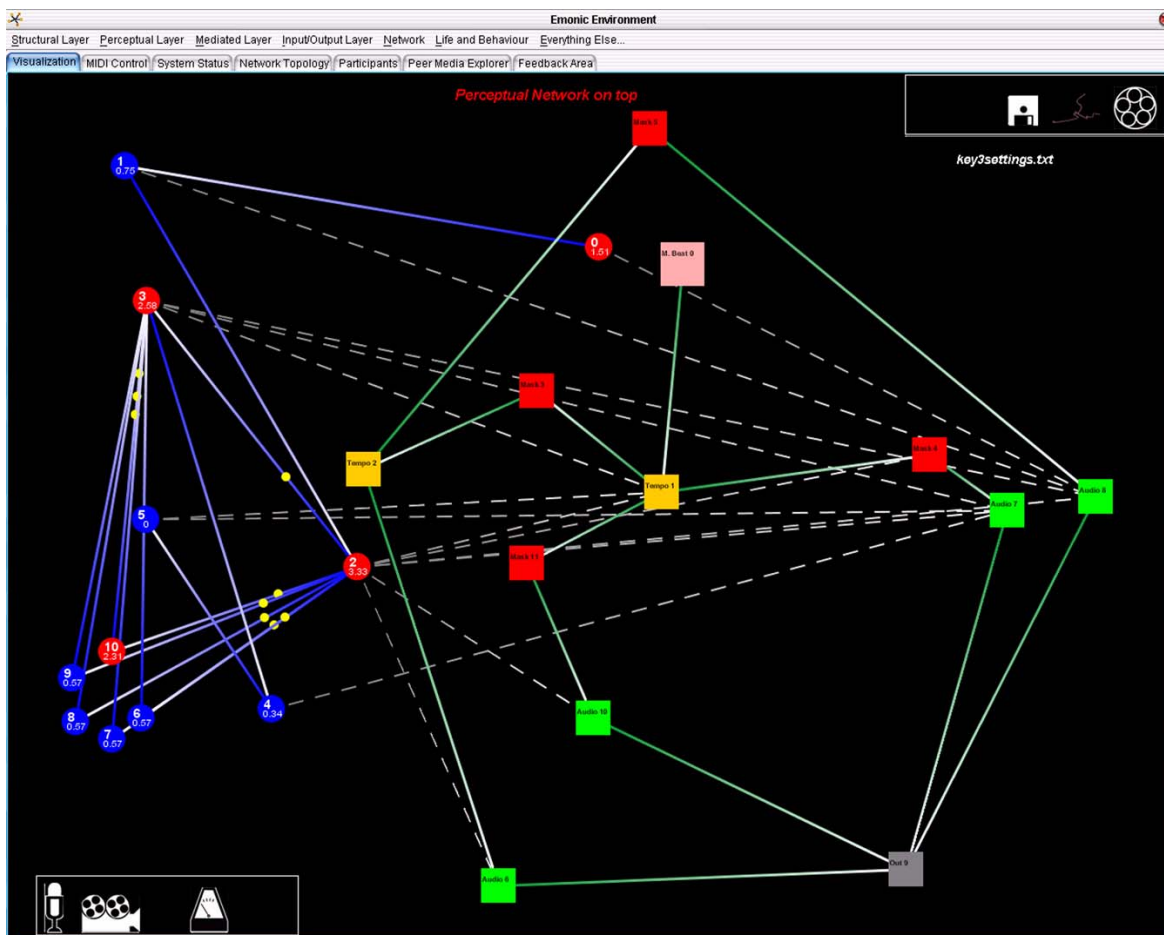 Emonic Environment
Structural Layer Perceptual Layer Mediated Layer Input/Output Layer Network Life and Behaviour Everything Else...
Visualization MIDI Control System Status Network Topology Participants Peer Media Explorer Feedback Area
Perceptual Network on top
key3settings.txt
1
0.75
0
1.51
M. Beat 0
3
2.58
Mask 3
Tempo 2
Tempo 1
Audio 7
5
0
2
3.33
Mask 11
10
2.31
9
0.57
8
0.57
7
0.57
6
0.57
4
0.34
Audio 10
Out 9